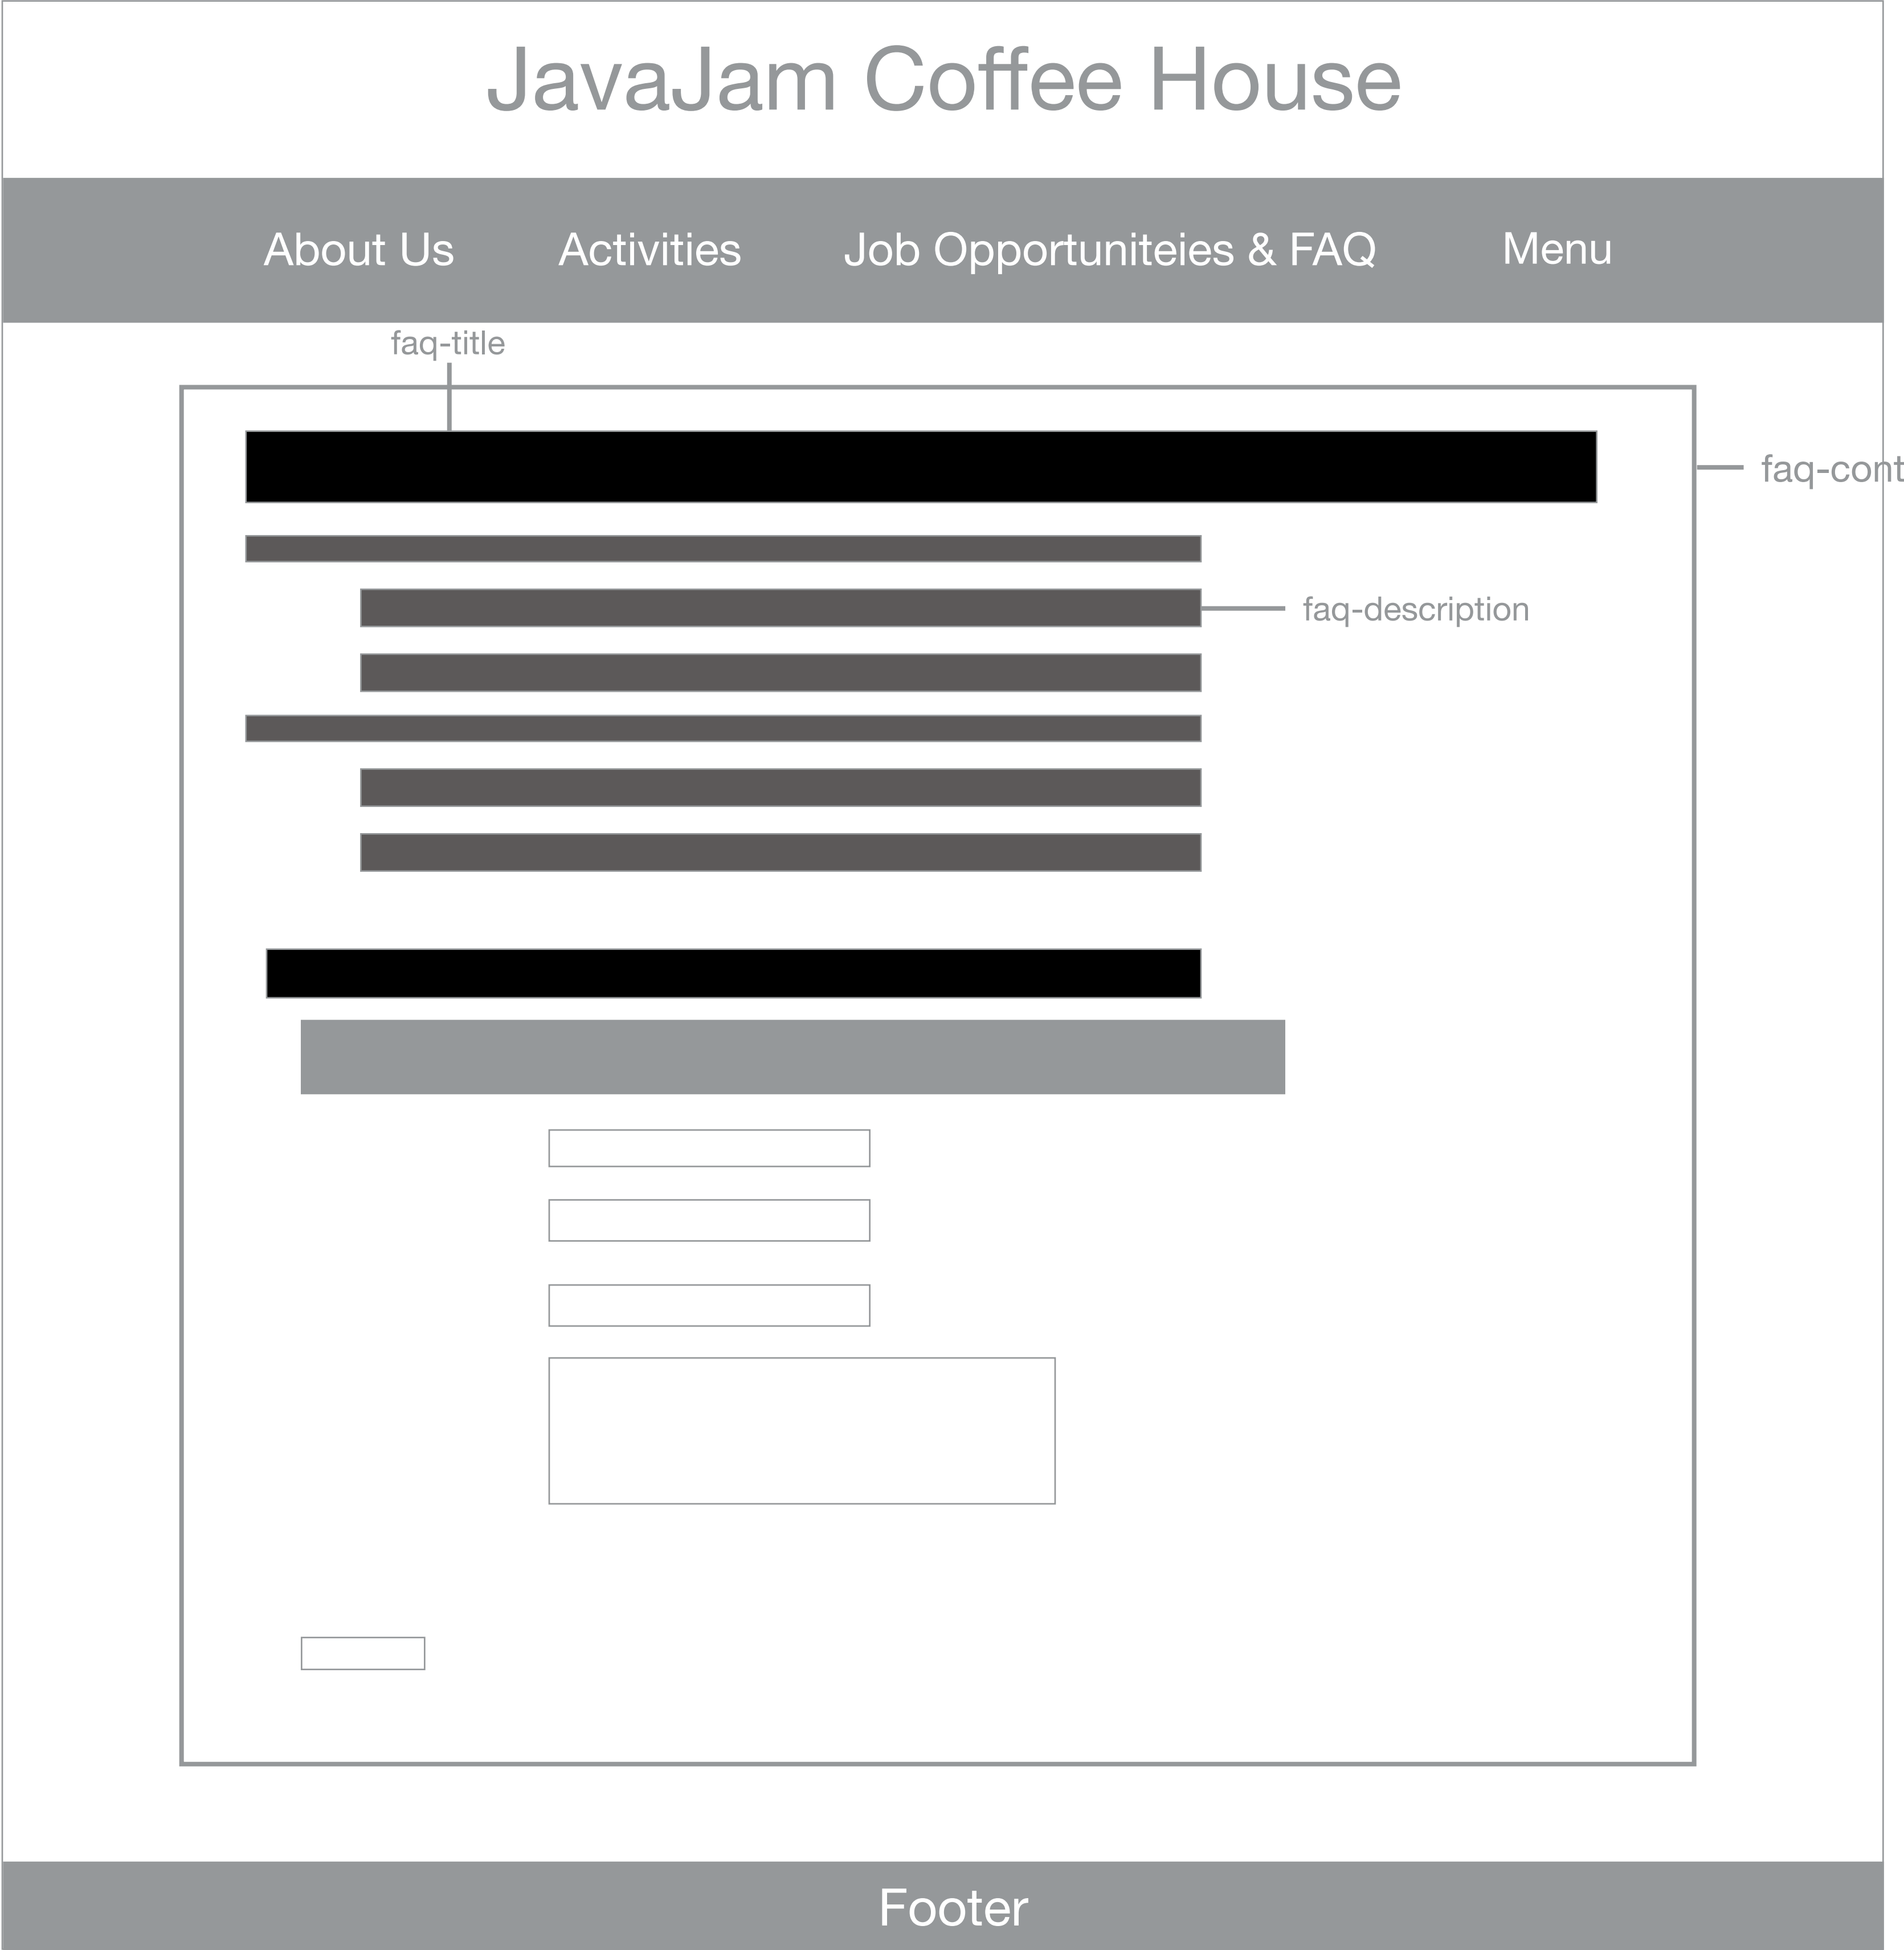 JavaJam Coffee House
About Us Activities Job Opportuniteies & FAQ Menu
faq-title
faq-cont
faq-description
Footer